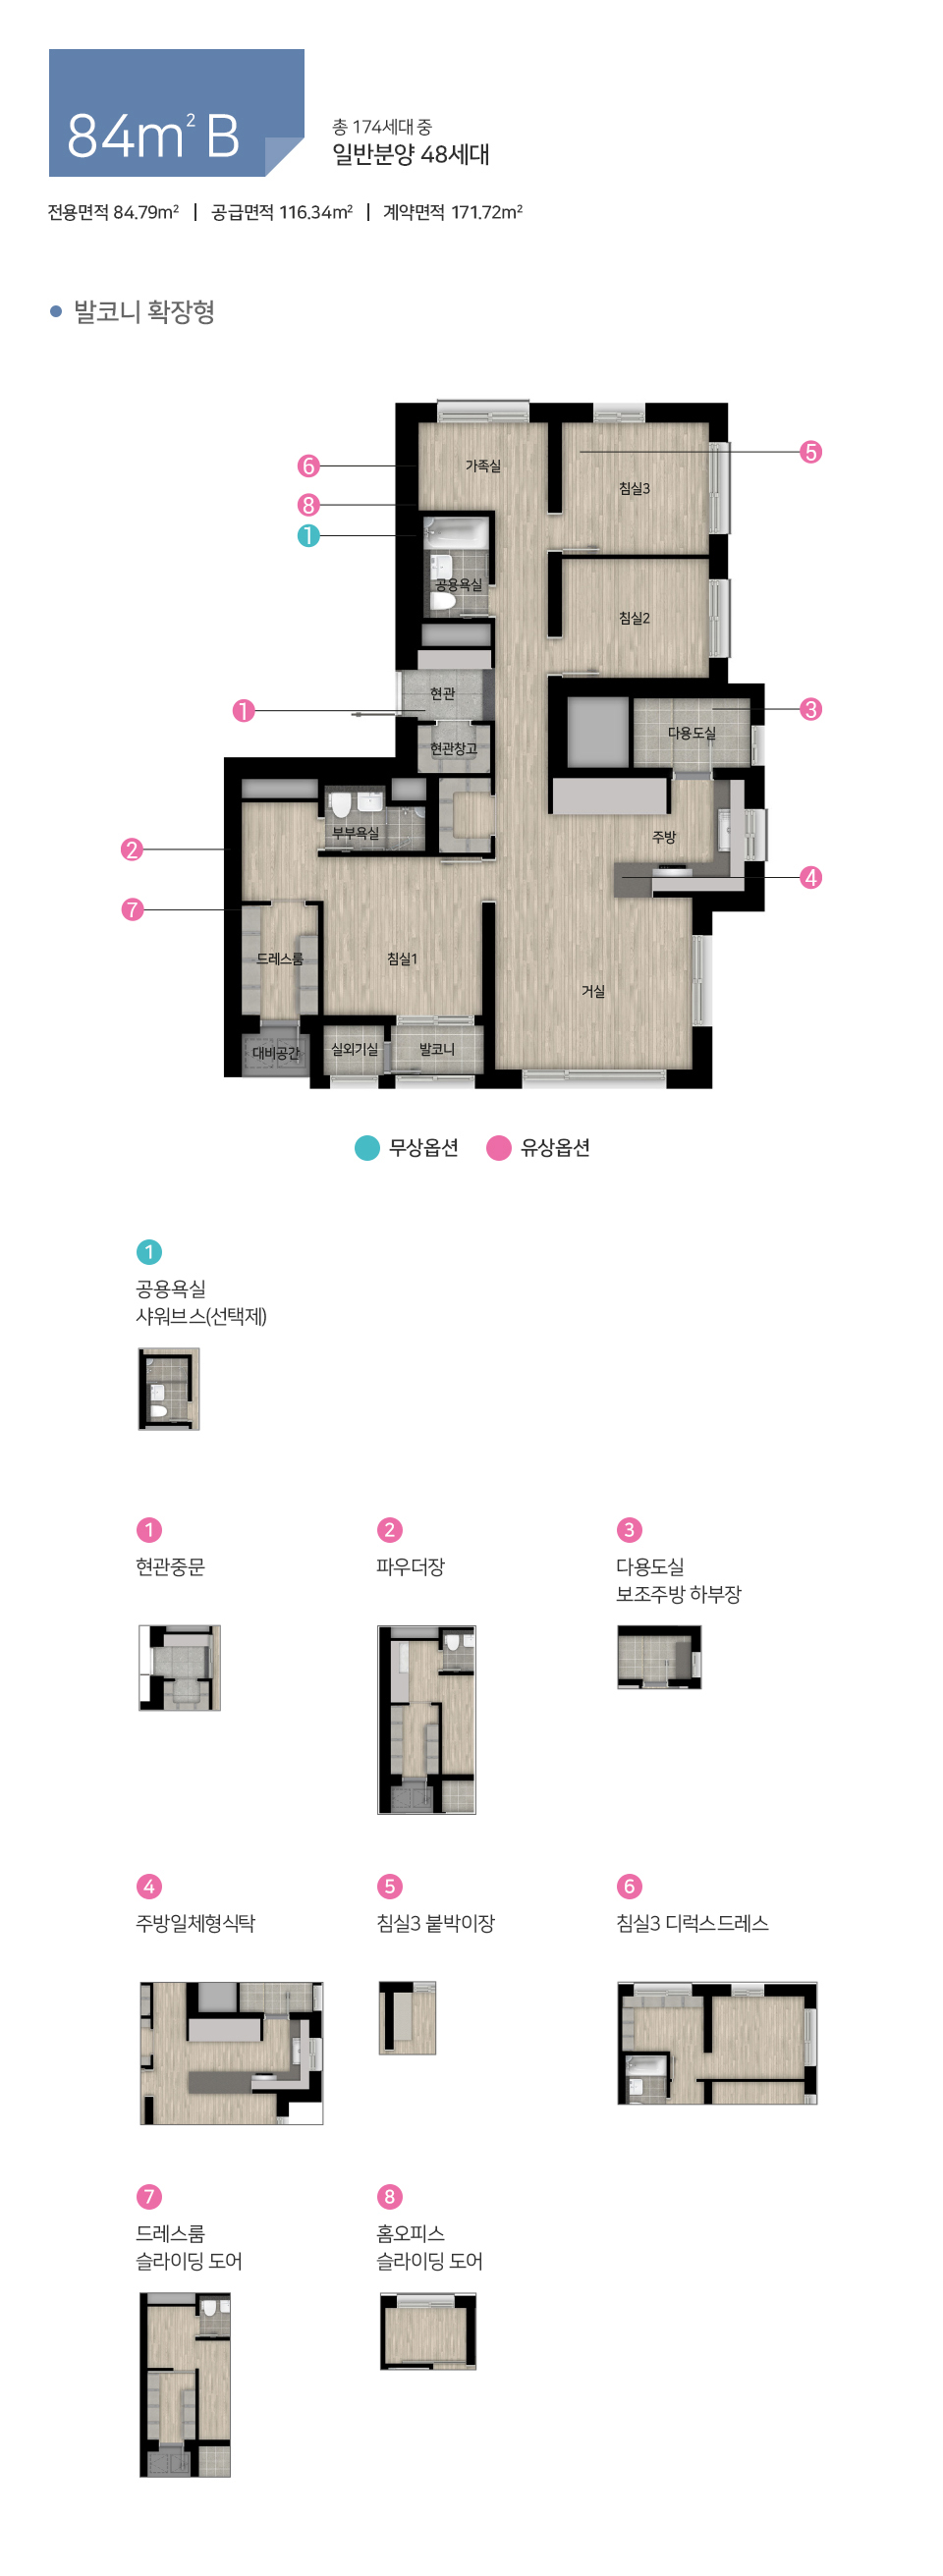 84m² B
총 174세대 중
일반분양 48세대
전용면적 84.79m² | 공급면적 116.34m² | 계약면적 171.72m²
발코니 확장형
6
가족실
5
침실3
8
1
공용욕실
침실2
현관
1
3
다용도실
현관창고
부부욕실
주방
2
4
7
드레스룸
침실1
거실
대비공간
실외기실
발코니
무상옵션
유상옵션
1
공용욕실
샤워브스(선택제)
1
현관중문
2
파우더장
3
다용도실
보조주방 하부장
4
주방일체형식탁
5
침실3 붙박이장
6
침실3 디럭스드레스
7
드레스룸
슬라이딩 도어
8
홈오피스
슬라이딩 도어